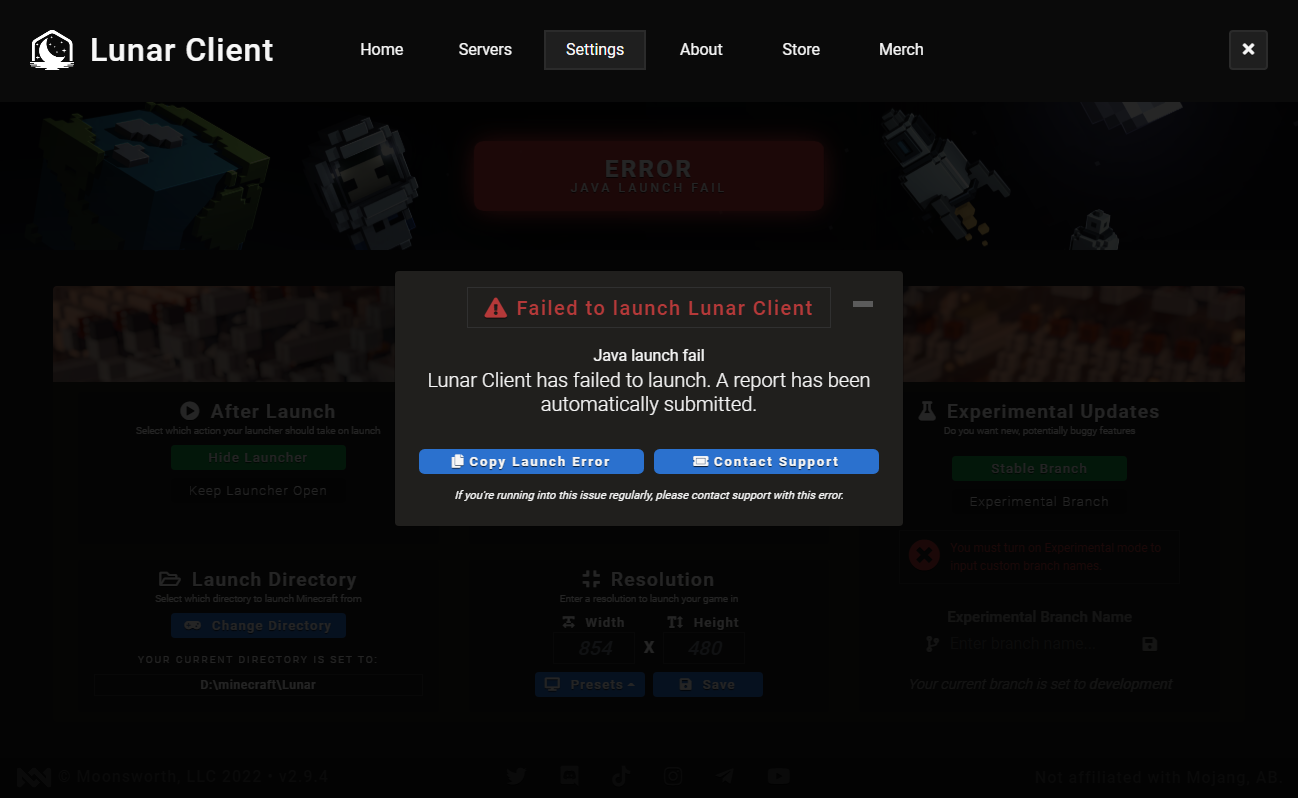 Lunar Client
Home
Servers
Settings
About
Store
Merch
ERROR
JAVA LAUNCH FAIL
Failed to launch Lunar Client
Java launch fail
Lunar Client has failed to launch. A report has been
automatically submitted.
Copy Launch Error
Contact Support
If you're running into this issue regularly, please contact support with this error.
After Launch
Select which action your launcher should take on launch
Hide Launcher
Keep Launcher Open
Experimental Updates
Do you want new, potentially buggy features
Stable Branch
Experimental Branch
You must turn on Experimental mode to
input custom branch names.
Launch Directory
Select which directory to launch Minecraft from
Change Directory
YOUR CURRENT DIRECTORY IS SET TO:
D:\minecraft\Lunar
Resolution
Enter a resolution to launch your game in
Width
Height
854
X
480
Presets
Save
Experimental Branch Name
Enter branch name...
Your current branch is set to development
© Moonsworth, LLC 2022 • v2.9.4
Not affiliated with Mojang, AB.